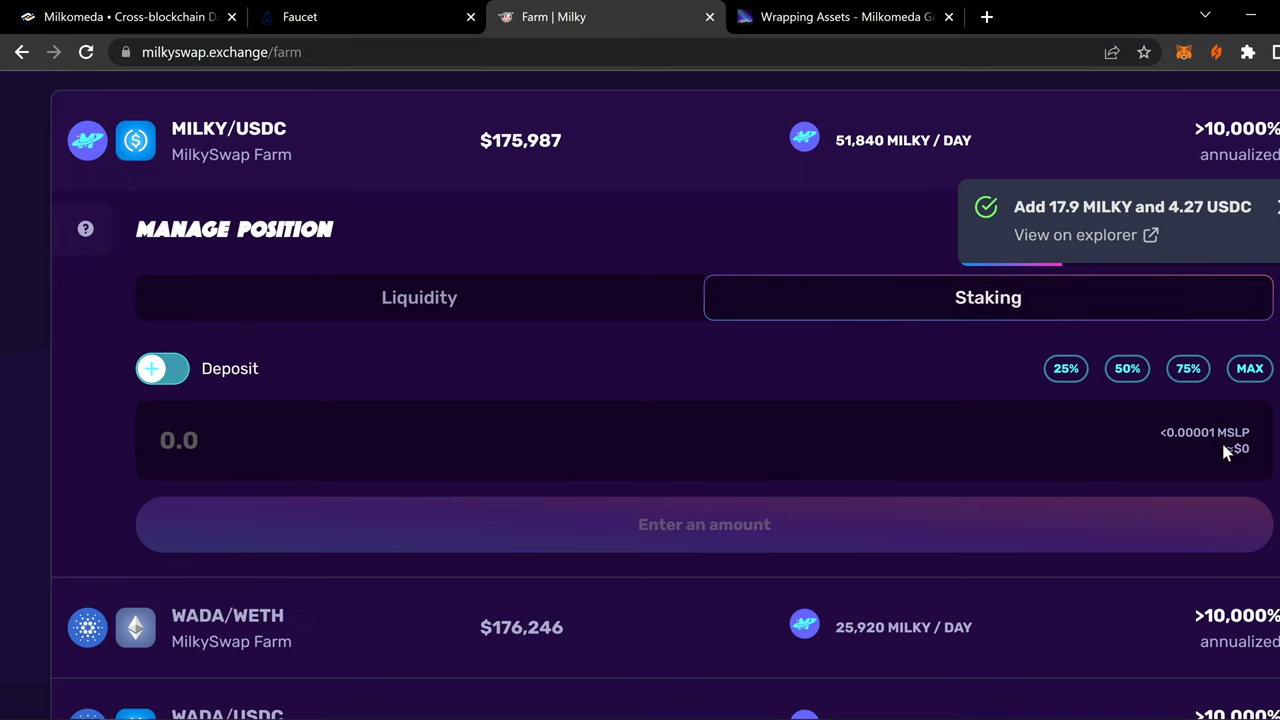 Milkomeda • Cross-blockchain D
Faucet
Farm | Milky
Wrapping Assets - Milkomeda Ge
milkyswap.exchange/farm
MILKY/USDC
MilkySwap Farm
$175,987
51,840 MILKY / DAY
>10,000%
annualized
Add 17.9 MILKY and 4.27 USDC
View on explorer
?
MANAGE POSITION
Liquidity
Staking
Deposit
25%
50%
75%
MAX
0.0
<0.00001 MSLP
≈$0
Enter an amount
WADA/WETH
MilkySwap Farm
$176,246
25,920 MILKY / DAY
>10,000%
annualized
WADA/USDC
>10,000%